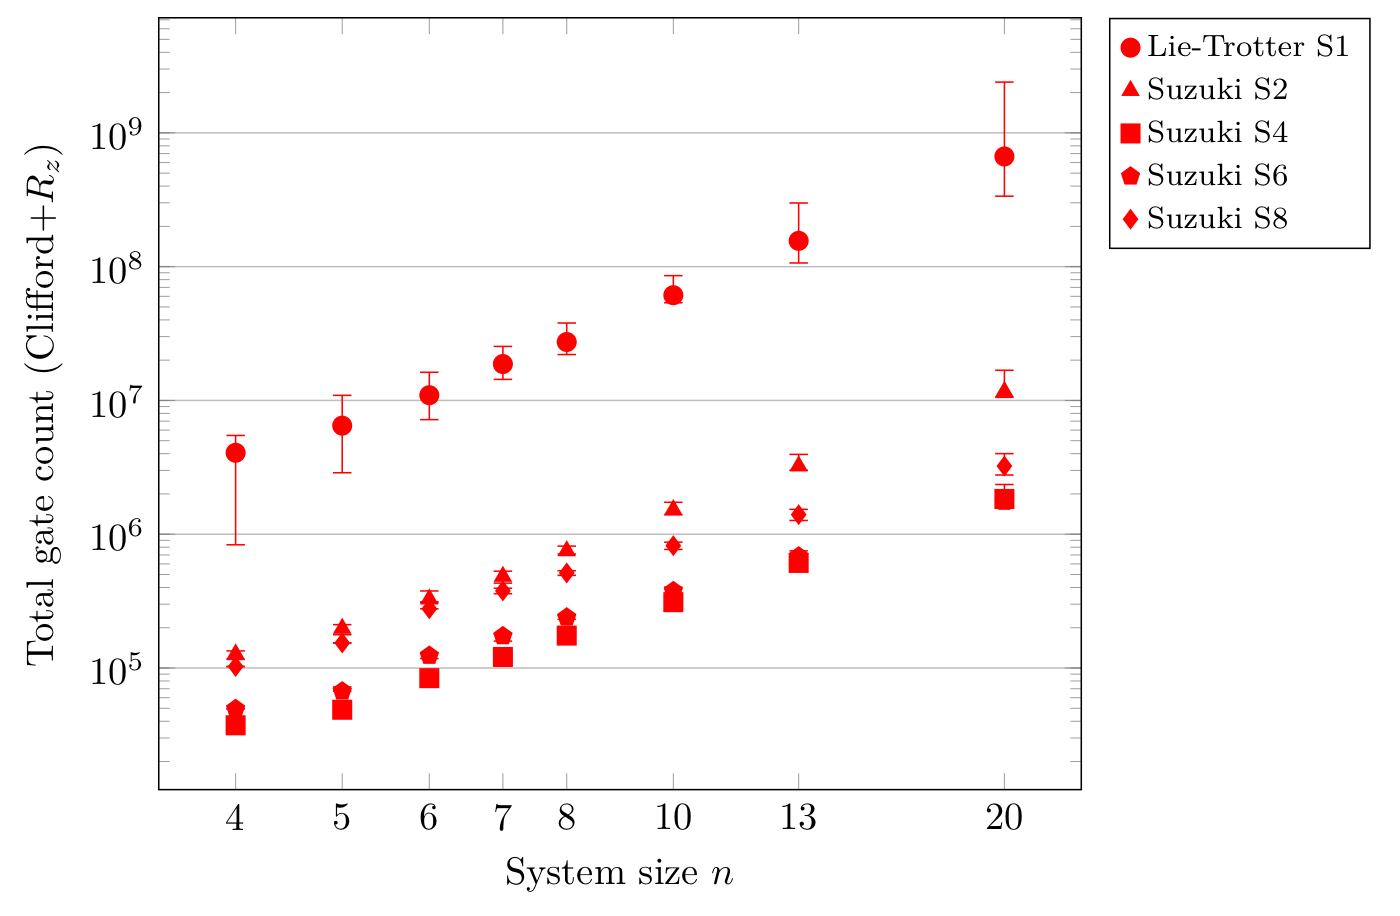 Total gate count (Clifford+R_z)
10^9
10^8
10^7
10^6
10^5
4 5 6 7 8 10 13 20
System size n
Lie-Trotter S1
Suzuki S2
Suzuki S4
Suzuki S6
Suzuki S8